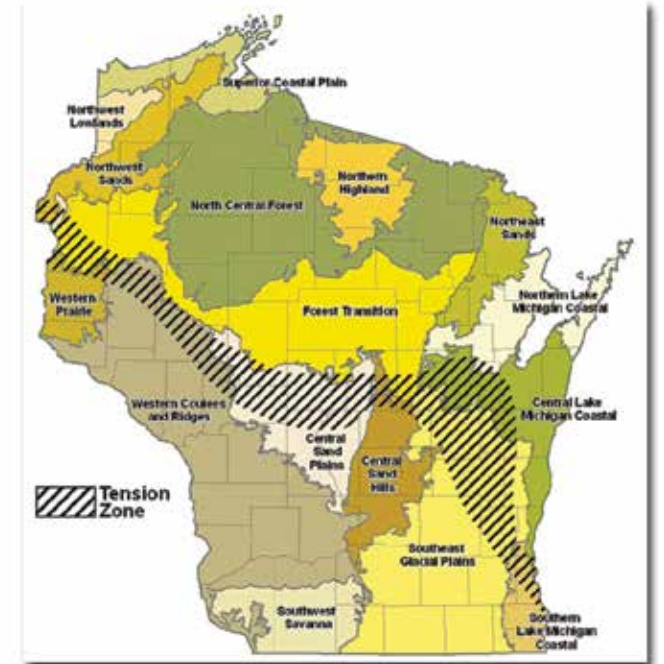 Superior Coastal Plain
Northwest
Lowlands
Northwest
Sands
North Central Forest
Northern
Highland
Northeast
Sands
Western
Prairie
Forest Transition
Northern Lake
Michigan Coastal
Western Coulees
and Ridges
Central
Sand
Plains
Central
Sand
Hills
Central Lake
Michigan Coastal
Tension
Zone
Southeast
Glacial Plains
Southwest
Savanna
Southern
Lake Michigan
Coastal